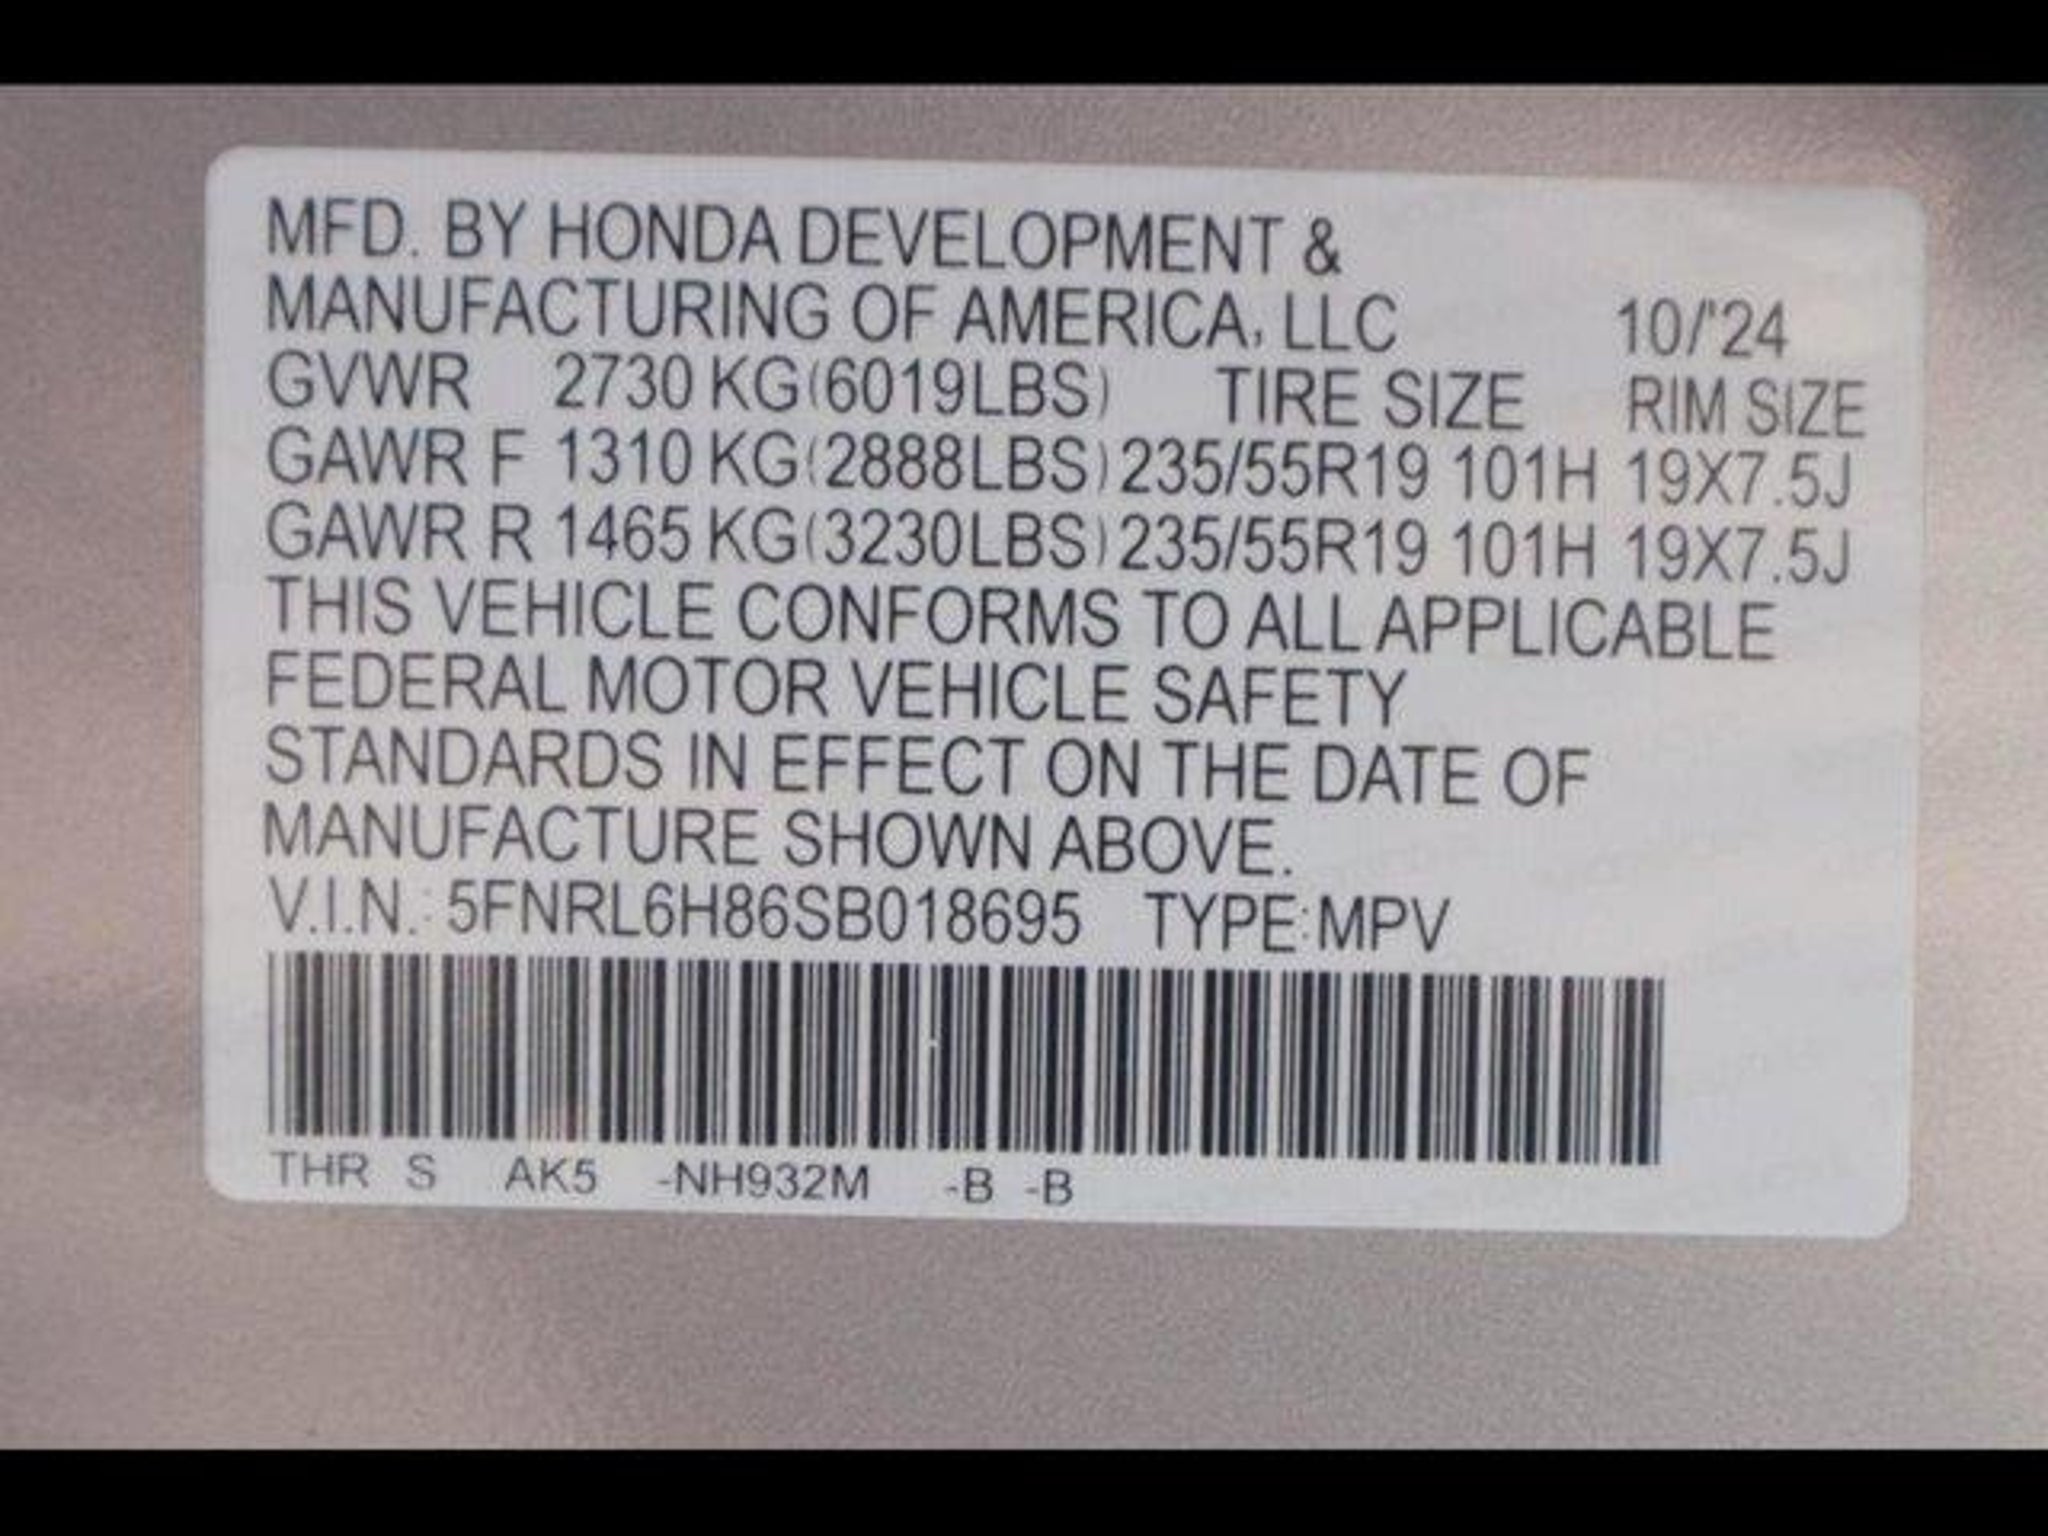 MFD. BY HONDA DEVELOPMENT &
MANUFACTURING OF AMERICA, LLC 10/'24
GVWR 2730 KG(6019LBS) TIRE SIZE RIM SIZE
GAWR F 1310 KG(2888LBS) 235/55R19 101H 19X7.5J
GAWR R 1465 KG(3230LBS) 235/55R19 101H 19X7.5J
THIS VEHICLE CONFORMS TO ALL APPLICABLE
FEDERAL MOTOR VEHICLE SAFETY
STANDARDS IN EFFECT ON THE DATE OF
MANUFACTURE SHOWN ABOVE.
V.I.N.: 5FNRL6H86SB018695 TYPE:MPV
THR S AK5 -NH932M -B -B